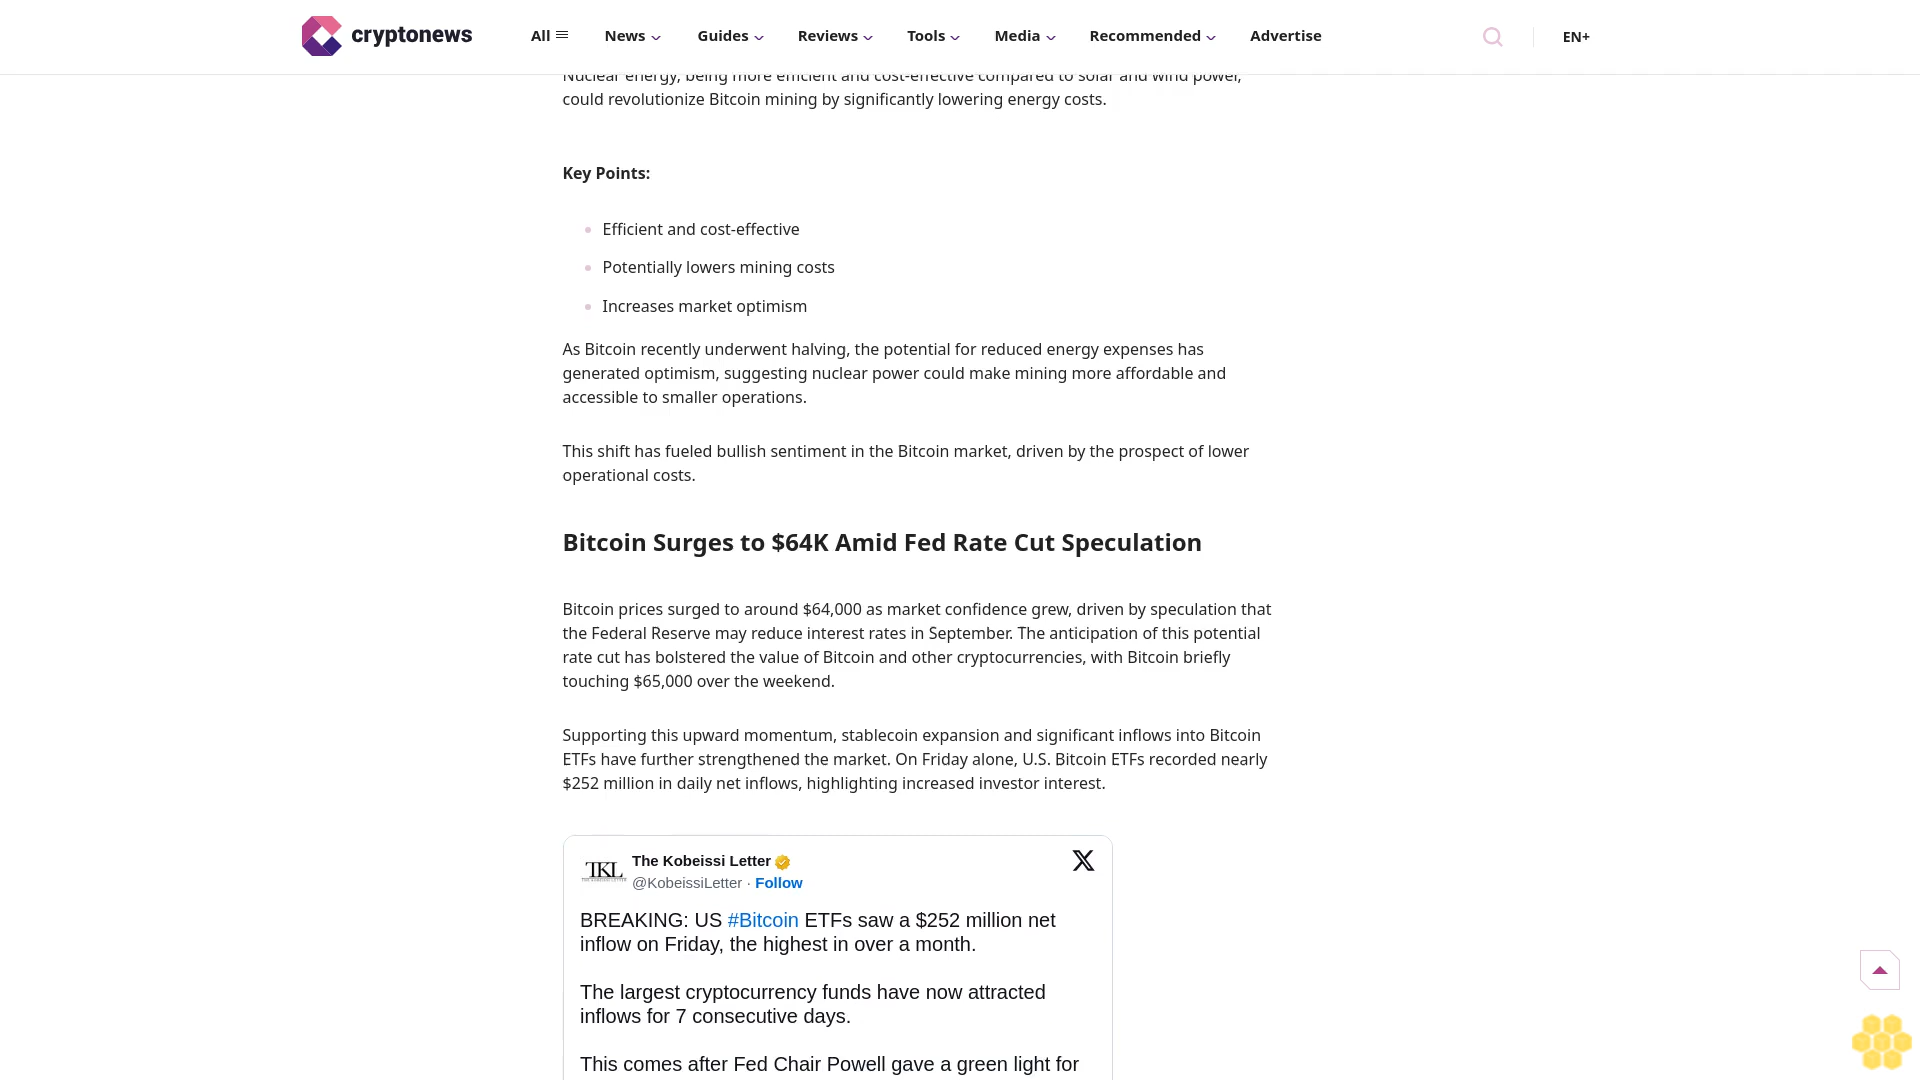 cryptonews
All
News
Guides
Reviews
Tools
Media
Recommended
Advertise
EN+
Nuclear energy, being more efficient and cost-effective compared to solar and wind power,
could revolutionize Bitcoin mining by significantly lowering energy costs.
Key Points:
Efficient and cost-effective
Potentially lowers mining costs
Increases market optimism
As Bitcoin recently underwent halving, the potential for reduced energy expenses has
generated optimism, suggesting nuclear power could make mining more affordable and
accessible to smaller operations.
This shift has fueled bullish sentiment in the Bitcoin market, driven by the prospect of lower
operational costs.
Bitcoin Surges to $64K Amid Fed Rate Cut Speculation
Bitcoin prices surged to around $64,000 as market confidence grew, driven by speculation that
the Federal Reserve may reduce interest rates in September. The anticipation of this potential
rate cut has bolstered the value of Bitcoin and other cryptocurrencies, with Bitcoin briefly
touching $65,000 over the weekend.
Supporting this upward momentum, stablecoin expansion and significant inflows into Bitcoin
ETFs have further strengthened the market. On Friday alone, U.S. Bitcoin ETFs recorded nearly
$252 million in daily net inflows, highlighting increased investor interest.
TKL
The Kobeissi Letter
@KobeissiLetter · Follow
BREAKING: US #Bitcoin ETFs saw a $252 million net
inflow on Friday, the highest in over a month.
The largest cryptocurrency funds have now attracted
inflows for 7 consecutive days.
This comes after Fed Chair Powell gave a green light for